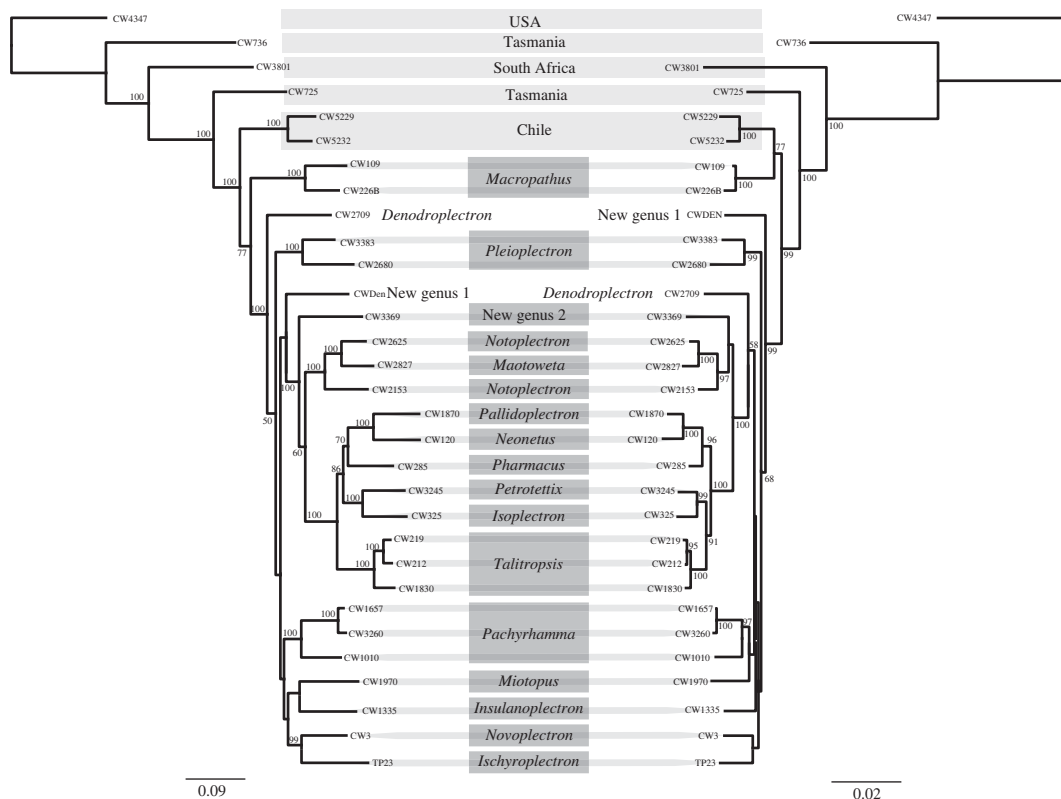 CW4347 USA CW4347
CW736 Tasmania CW736
CW3801 South Africa CW3801
100
CW725 Tasmania CW725
100
100 CW5229 Chile CW5229
CW5232 CW5232 100
100 77
100 CW109 Macropathus CW109
100 CW226B CW226B 100
100
CW2709 Denodroplectron New genus 1 CWDEN
100 CW3383 Pleioplectron CW3383
77 99 99
CW2680 CW2680
CWDen New genus 1 Denodroplectron CW2709
100 CW3369 New genus 2 CW3369
100 CW2625 Notoplectron CW2625
58 99
100 CW2827 Maotoweta CW2827 100
100 CW2153 Notoplectron CW2153 97
50 100 CW1870 Pallidoplectron CW1870 100
100
70 CW120 Neonetus CW120 100 96
60
86 CW285 Pharmacus CW285
68
100 CW3245 Petrotettix CW3245 99
100 CW325 Isoplectron CW325
100 CW219 Talitropsis CW219 95 91
100 CW212 CW212 100
CW1830 CW1830
100 CW1657 Pachyrhamma CW1657
100 CW3260 CW3260 100 97
CW1010 CW1010
CW1970 Miotopus CW1970
CW1335 Insulanoplectron CW1335
99 CW3 Novoplectron CW3
TP23 Ischyroplectron TP23
0.09 0.02